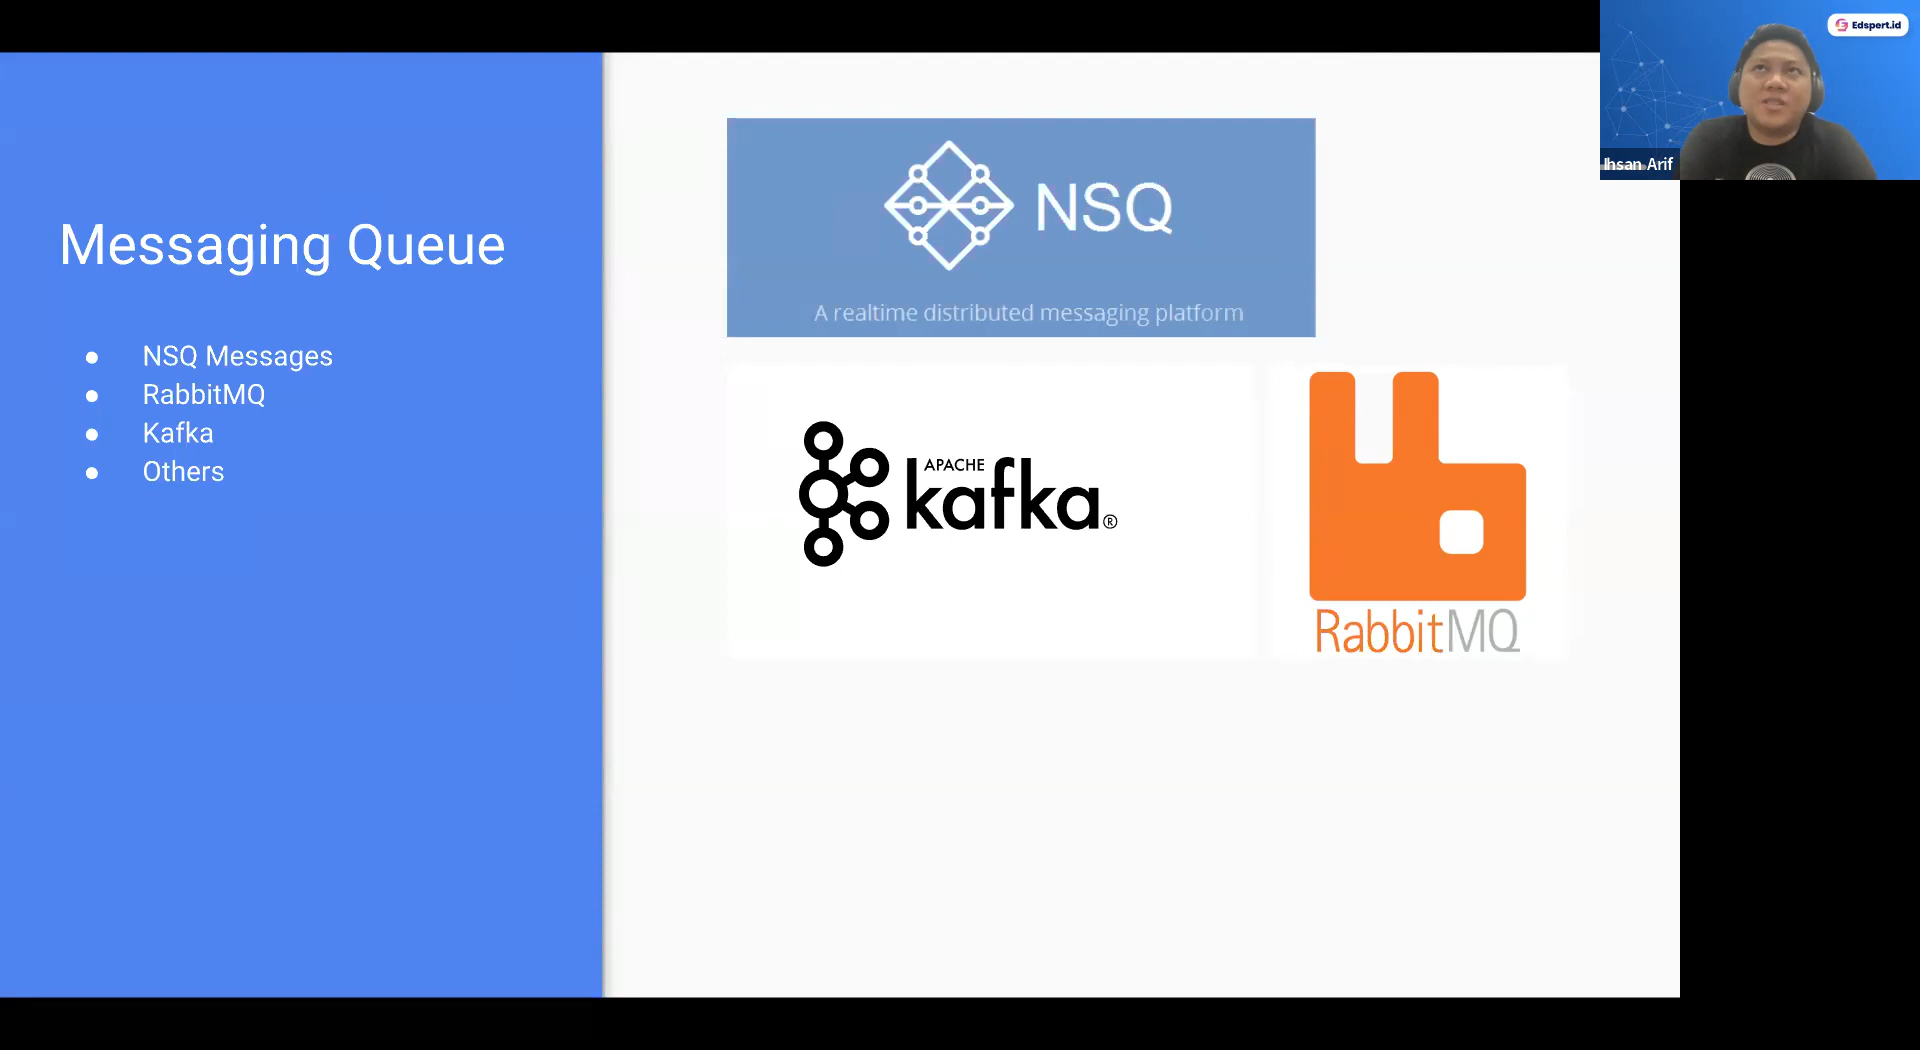 Messaging Queue
NSQ Messages
RabbitMQ
Kafka
Others
NSQ
A realtime distributed messaging platform
APACHE
kafka®
RabbitMQ
Edspert.id
Ihsan Arif